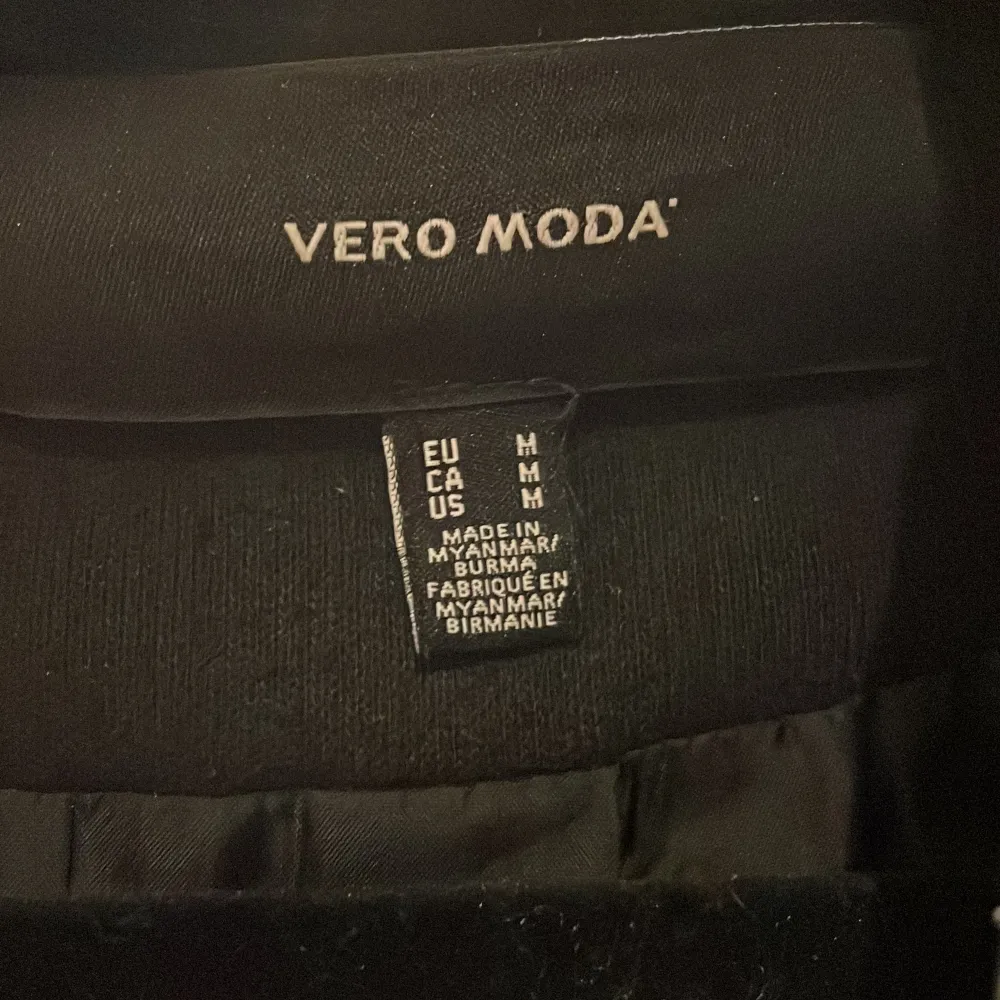 VERO MODA
EU M
CA M
US M
MADE IN
MYANMAR/
BURMA
FABRIQUÉ EN
MYANMAR/
BIRMANIE